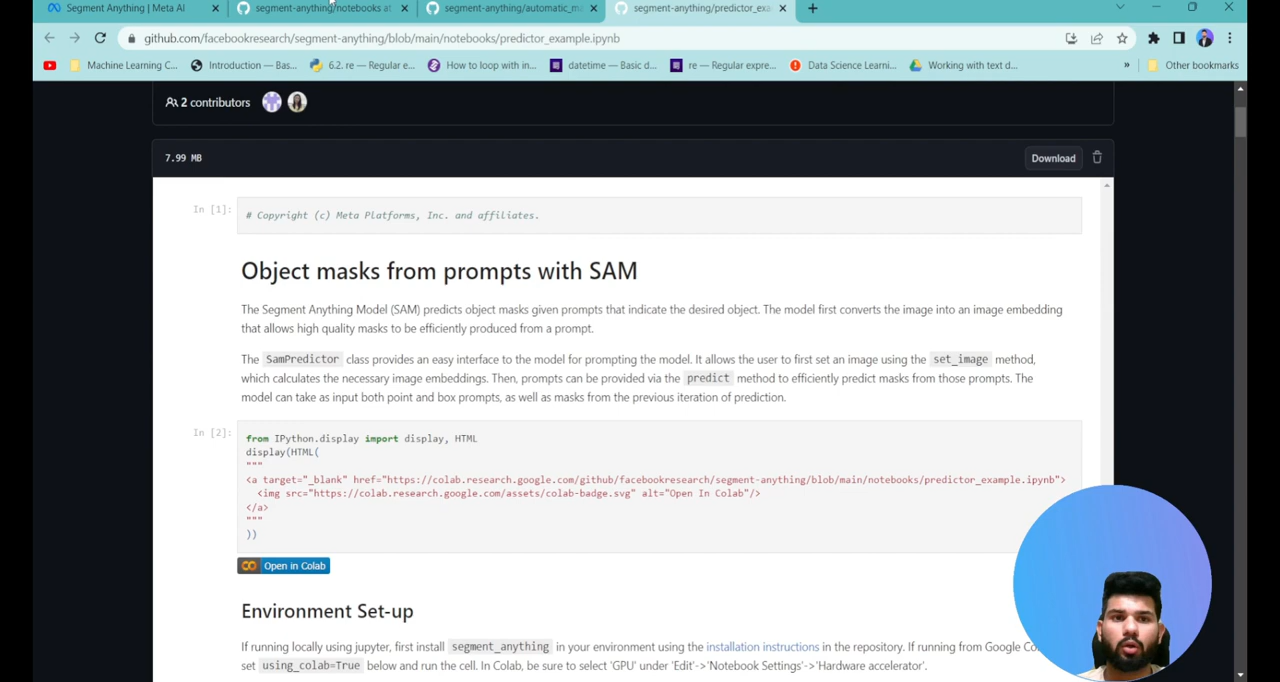 Segment Anything | Meta AI
segment-anything/notebooks at
segment-anything/automatic_ma
segment-anything/predictor_exa
github.com/facebookresearch/segment-anything/blob/main/notebooks/predictor_example.ipynb
Machine Learning C...
Introduction — Bas...
6.2. re — Regular e...
How to loop with in...
datetime — Basic d...
re — Regular expre...
Data Science Learni...
Working with text d...
»
Other bookmarks
2 contributors
7.99 MB
Download
In [1]:
# Copyright (c) Meta Platforms, Inc. and affiliates.
Object masks from prompts with SAM
The Segment Anything Model (SAM) predicts object masks given prompts that indicate the desired object. The model first converts the image into an image embedding
that allows high quality masks to be efficiently produced from a prompt.
The SamPredictor class provides an easy interface to the model for prompting the model. It allows the user to first set an image using the set_image method,
which calculates the necessary image embeddings. Then, prompts can be provided via the predict method to efficiently predict masks from those prompts. The
model can take as input both point and box prompts, as well as masks from the previous iteration of prediction.
In [2]:
from IPython.display import display, HTML
display(HTML(
"""
<a target="_blank" href="https://colab.research.google.com/github/facebookresearch/segment-anything/blob/main/notebooks/predictor_example.ipynb">
<img src="https://colab.research.google.com/assets/colab-badge.svg" alt="Open In Colab"/>
</a>
"""
))
Open in Colab
Environment Set-up
If running locally using jupyter, first install segment_anything in your environment using the installation instructions in the repository. If running from Google Co
set using_colab=True below and run the cell. In Colab, be sure to select 'GPU' under 'Edit'->'Notebook Settings'->'Hardware accelerator'.